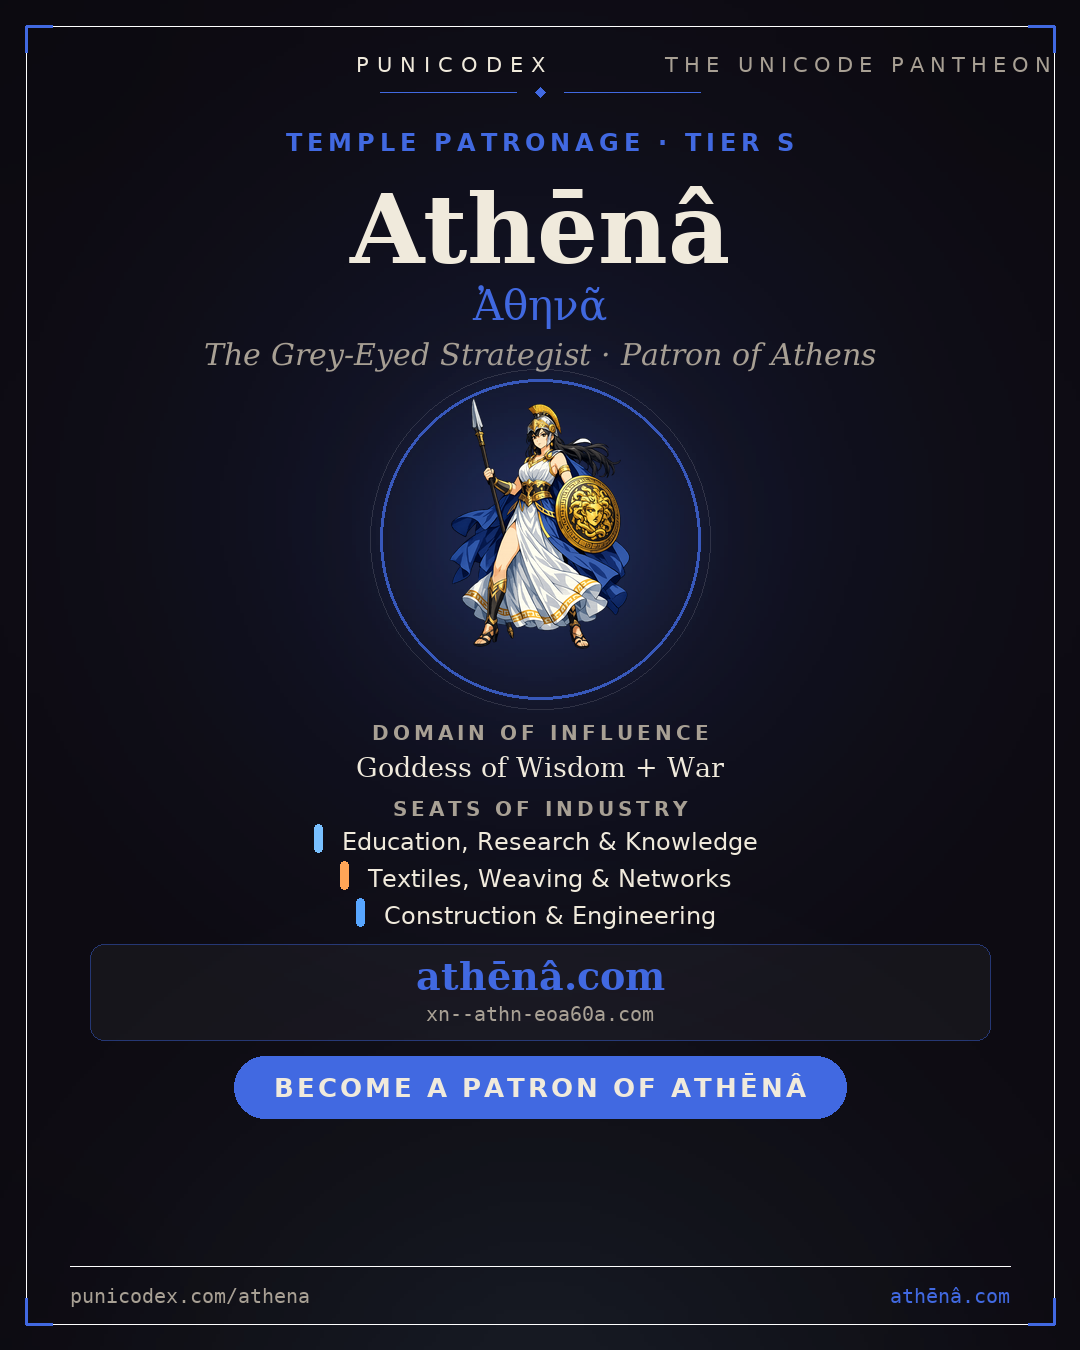 PUNICODEX THE UNICODE PANTHEON
TEMPLE PATRONAGE · TIER S
Athēnâ
Ἀθηνᾶ
The Grey-Eyed Strategist · Patron of Athens
DOMAIN OF INFLUENCE
Goddess of Wisdom + War
SEATS OF INDUSTRY
Education, Research & Knowledge
Textiles, Weaving & Networks
Construction & Engineering
athēnâ.com
xn--athn-eoa60a.com
BECOME A PATRON OF ATHĒNÂ
punicodex.com/athena athēnâ.com